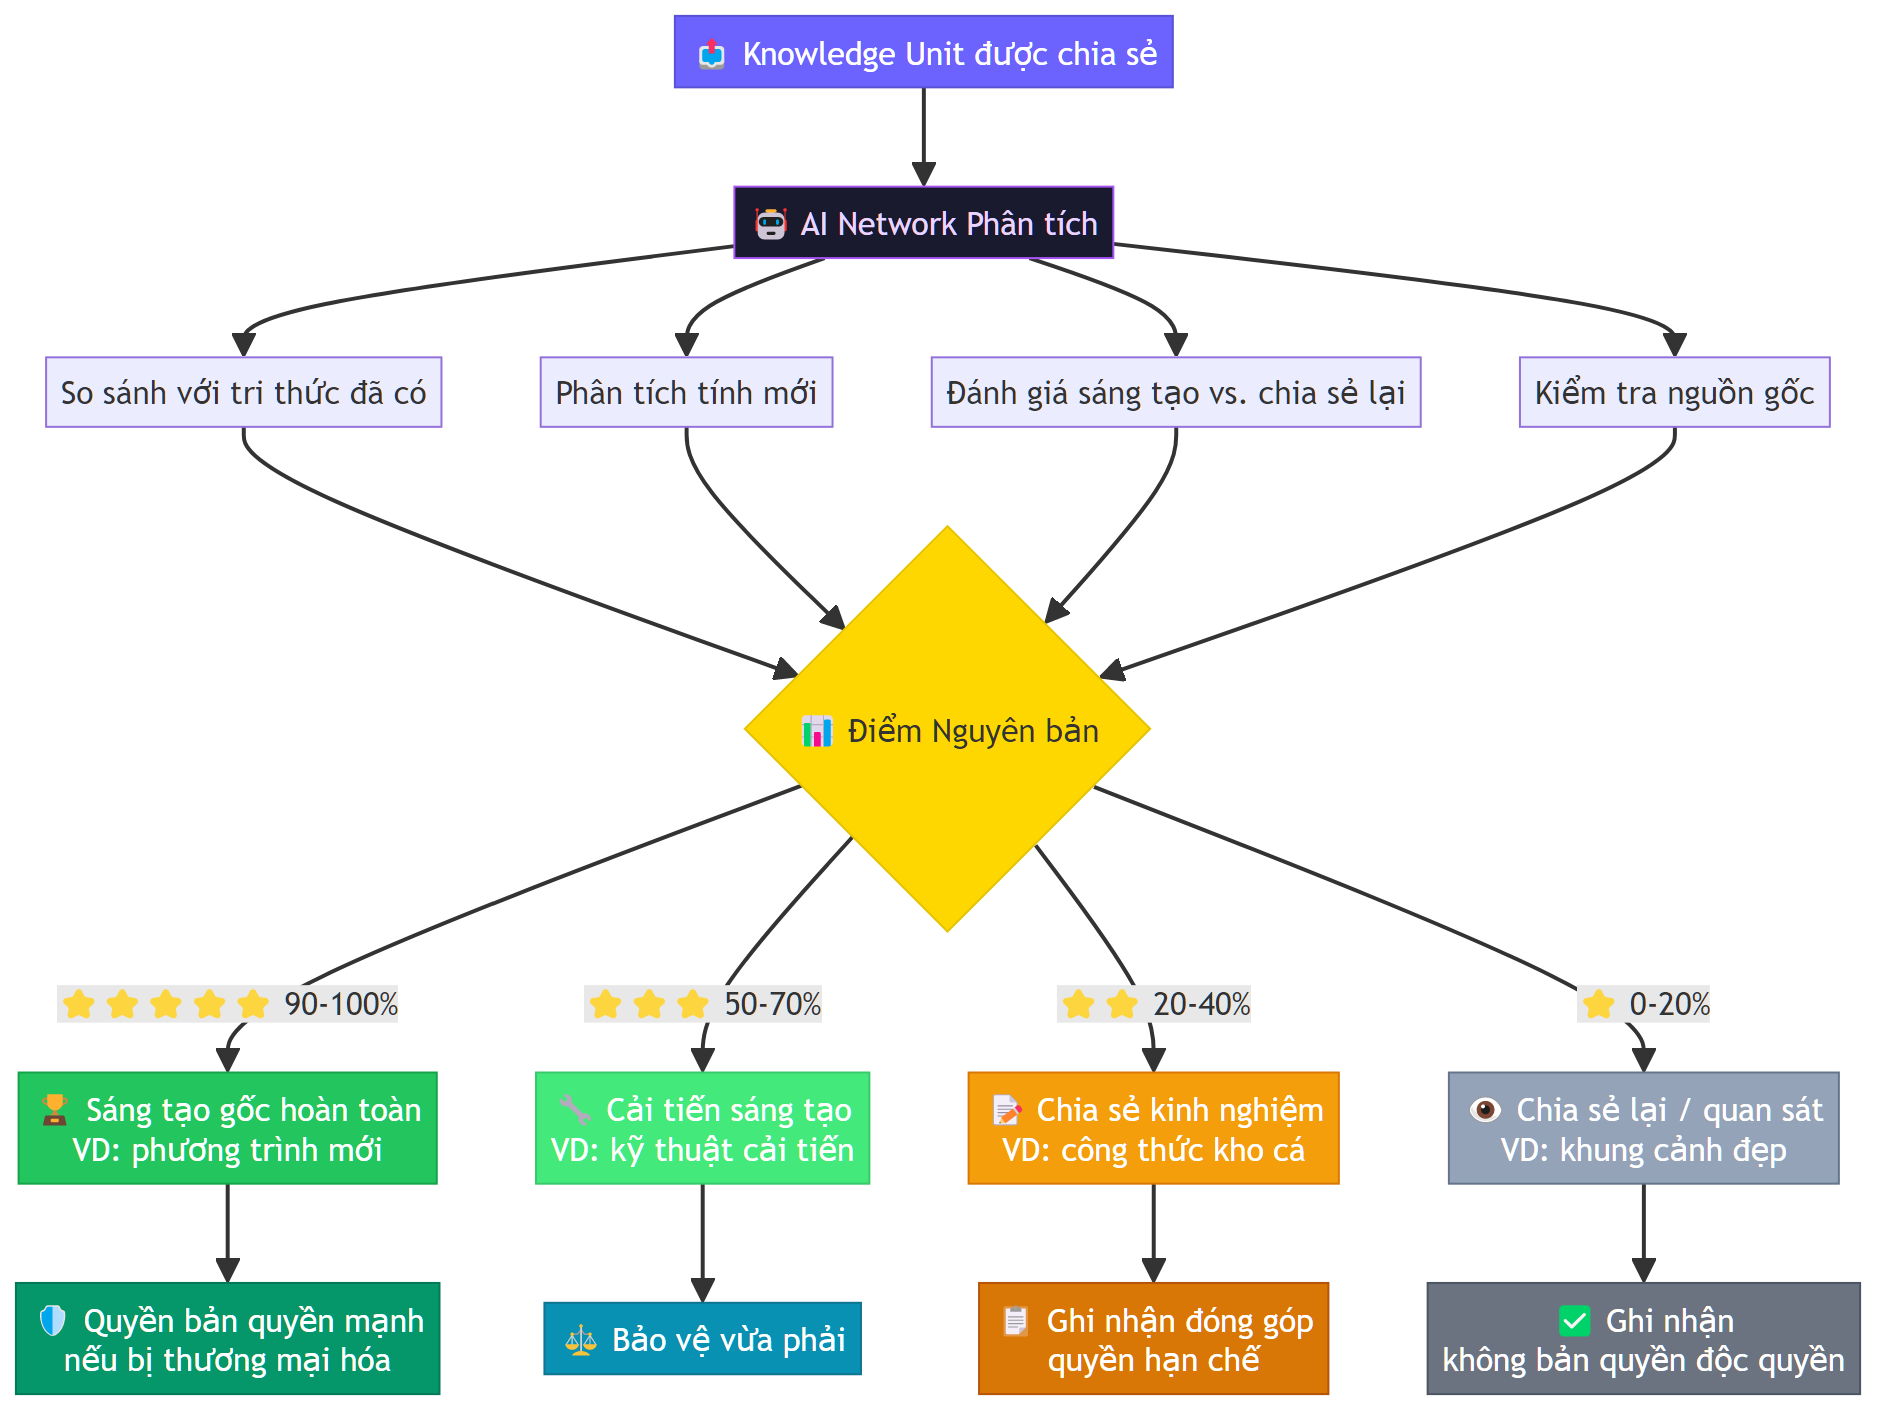 📤 Knowledge Unit được chia sẻ
🤖 AI Network Phân tích
So sánh với tri thức đã có
Phân tích tính mới
Đánh giá sáng tạo vs. chia sẻ lại
Kiểm tra nguồn gốc
📊 Điểm Nguyên bản
⭐⭐⭐⭐⭐ 90-100%
⭐⭐⭐ 50-70%
⭐⭐ 20-40%
⭐ 0-20%
🏆 Sáng tạo gốc hoàn toàn
VD: phương trình mới
🔧 Cải tiến sáng tạo
VD: kỹ thuật cải tiến
📝 Chia sẻ kinh nghiệm
VD: công thức kho cá
👁️ Chia sẻ lại / quan sát
VD: khung cảnh đẹp
🛡️ Quyền bản quyền mạnh
nếu bị thương mại hóa
⚖️ Bảo vệ vừa phải
📋 Ghi nhận đóng góp
quyền hạn chế
✅ Ghi nhận
không bản quyền độc quyền